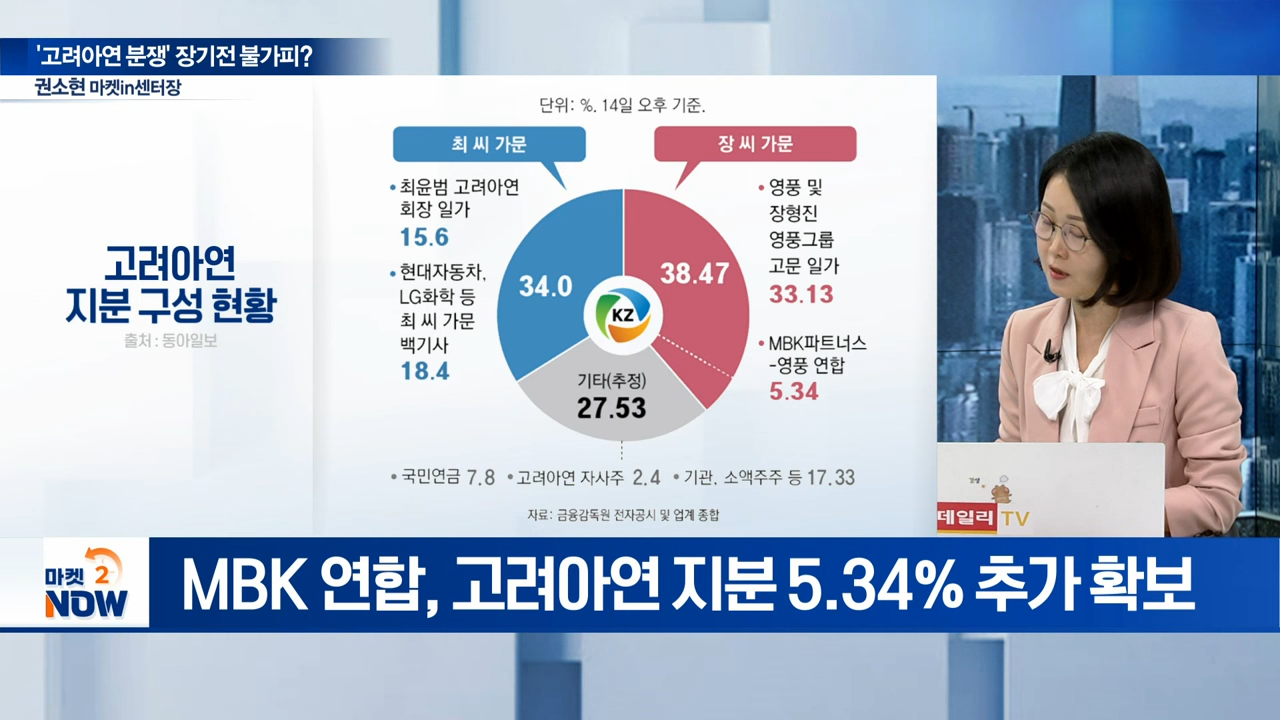 '고려아연 분쟁' 장기전 불가피?
권소현 마켓in센터장
단위: %. 14일 오후 기준.
고려아연
지분 구성 현황
출처 : 동아일보
최 씨 가문
• 최윤범 고려아연
회장 일가
15.6
• 현대자동차,
LG화학 등
최 씨 가문
백기사
18.4
34.0
KZ
38.47
기타(추정)
27.53
장 씨 가문
• 영풍 및
장형진
영풍그룹
고문 일가
33.13
• MBK파트너스
-영풍 연합
5.34
• 국민연금 7.8 • 고려아연 자사주 2.4 • 기관, 소액주주 등 17.33
자료: 금융감독원 전자공시 및 업계 종합
데일리 TV
마켓 2
NOW
MBK 연합, 고려아연 지분 5.34% 추가 확보